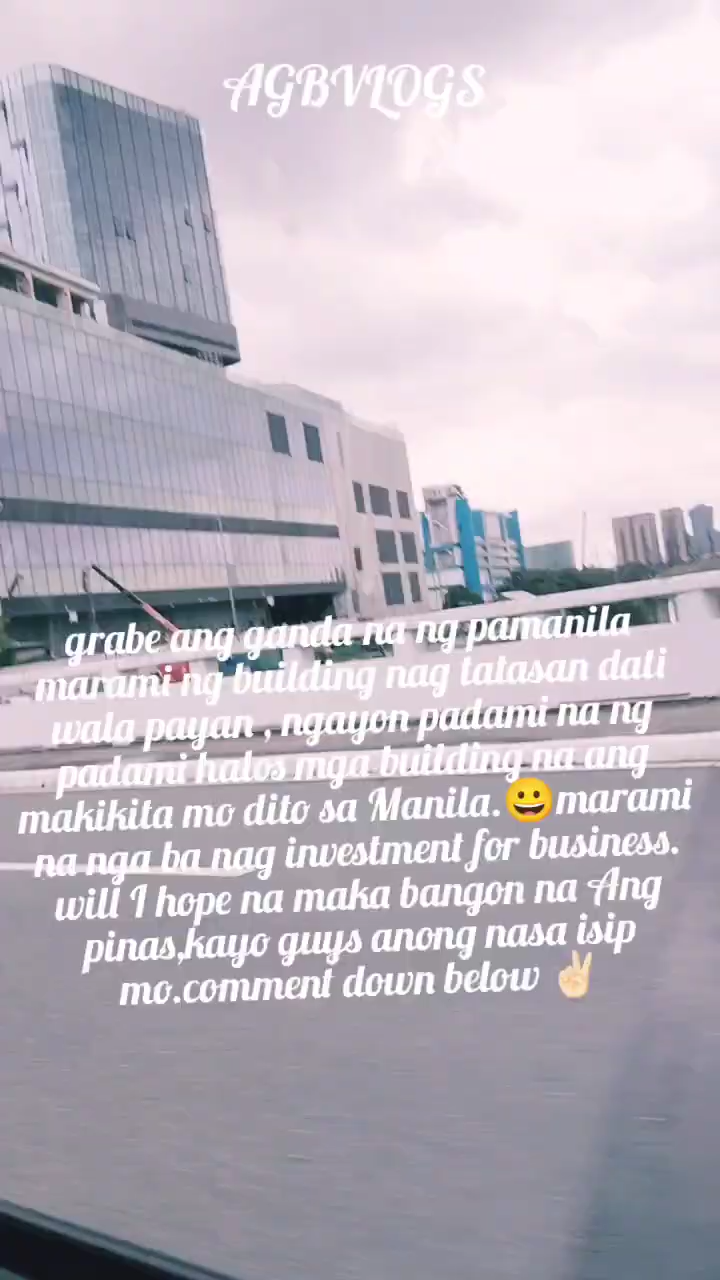 AGBVLOGS
grabe ang ganda na ng pamanila
marami ng building nag tatasan dati
wala payan , ngayon padami na ng
padami halos mga building na ang
makikita mo dito sa Manila.😀marami
na nga ba nag investment for business.
will I hope na maka bangon na Ang
pinas,kayo guys anong nasa isip
mo.comment down below ✌🏻